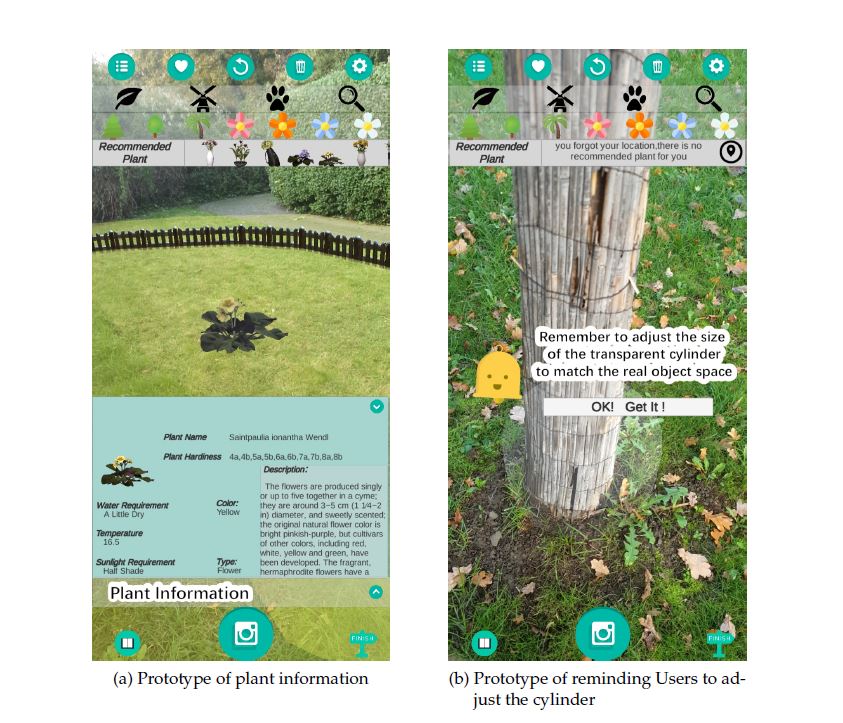 Recommended
Plant
Plant Name Saintpaulia ionantha Wendl
Plant Hardiness 4a,4b,5a,5b,6a,6b,7a,7b,8a,8b
Description:
The flowers are produced singly
or up to five together in a cyme;
they are around 3–5 cm (1 1/4–2
in) diameter, and sweetly scented;
the original natural flower color is
bright pinkish-purple, but cultivars
of other colors, including red,
white, yellow and green, have
been developed. The fragrant,
hermaphrodite flowers have a
Water Requirement
A Little Dry
Color:
Yellow
Temperature
16.5
Sunlight Requirement
Half Shade
Type:
Flower
Plant Information
FINISH
(a) Prototype of plant information
Recommended
Plant
you forgot your location,there is no
recommended plant for you
Remember to adjust the size
of the transparent cylinder
to match the real object space
OK! Get It !
FINISH
(b) Prototype of reminding Users to ad-
just the cylinder